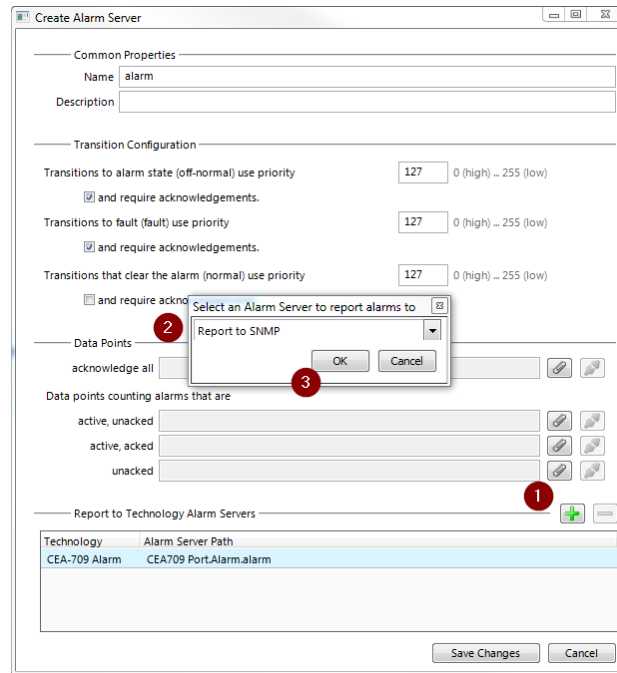 Create Alarm Server
Common Properties
Name alarm
Description
Transition Configuration
Transitions to alarm state (off-normal) use priority 127 0 (high) ... 255 (low)
and require acknowledgements.
Transitions to fault (fault) use priority 127 0 (high) ... 255 (low)
and require acknowledgements.
Transitions that clear the alarm (normal) use priority 127 0 (high) ... 255 (low)
and require ackno
Select an Alarm Server to report alarms to
2
Report to SNMP
OK Cancel
3
Data Points
acknowledge all
Data points counting alarms that are
active, unacked
active, acked
unacked
1
Report to Technology Alarm Servers
Technology Alarm Server Path
CEA-709 Alarm CEA709 Port.Alarm.alarm
Save Changes Cancel